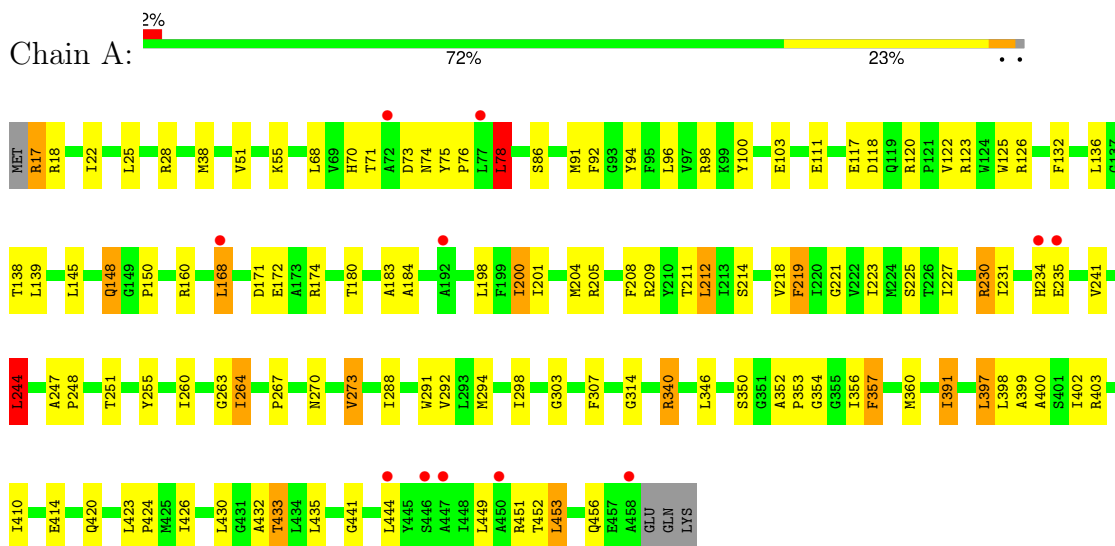 2%
Chain A:
72% 23% • •
MET R17 R18 I22 L25 R28 M38 V51 K55 L68 V69 H70 T71 A72 D73 N74 Y75 P76 L77 L78 S86 M91 F92 G93 Y94 F95 L96 V97 R98 K99 Y100 E103 E111 E117 D118 Q119 R120 P121 V122 R123 W124 W125 R126 F132 L136 G137
T138 L139 L145 Q148 G149 P150 R160 L168 D171 E172 A173 R174 T180 A183 A184 A192 L198 F199 I200 I201 M204 R205 F208 R209 Y210 T211 L212 I213 S214 V218 F219 I220 G221 V222 I223 M224 S225 T226 I227 R230 I231 H234 E235 V241
L244 A247 P248 T251 Y255 I260 G263 I264 P267 N270 V273 I288 W291 V292 L293 M294 I298 G303 F307 G314 R340 L346 S350 G351 A352 P353 G354 G355 I356 F357 M360 I391 L397 L398 A399 A400 S401 I402 R403
I410 E414 Q420 L423 P424 M425 I426 L430 G431 A432 T433 L434 L435 G441 L444 Y445 S446 A447 I448 L449 A450 R451 T452 L453 Q456 E457 A458 GLU GLN LYS